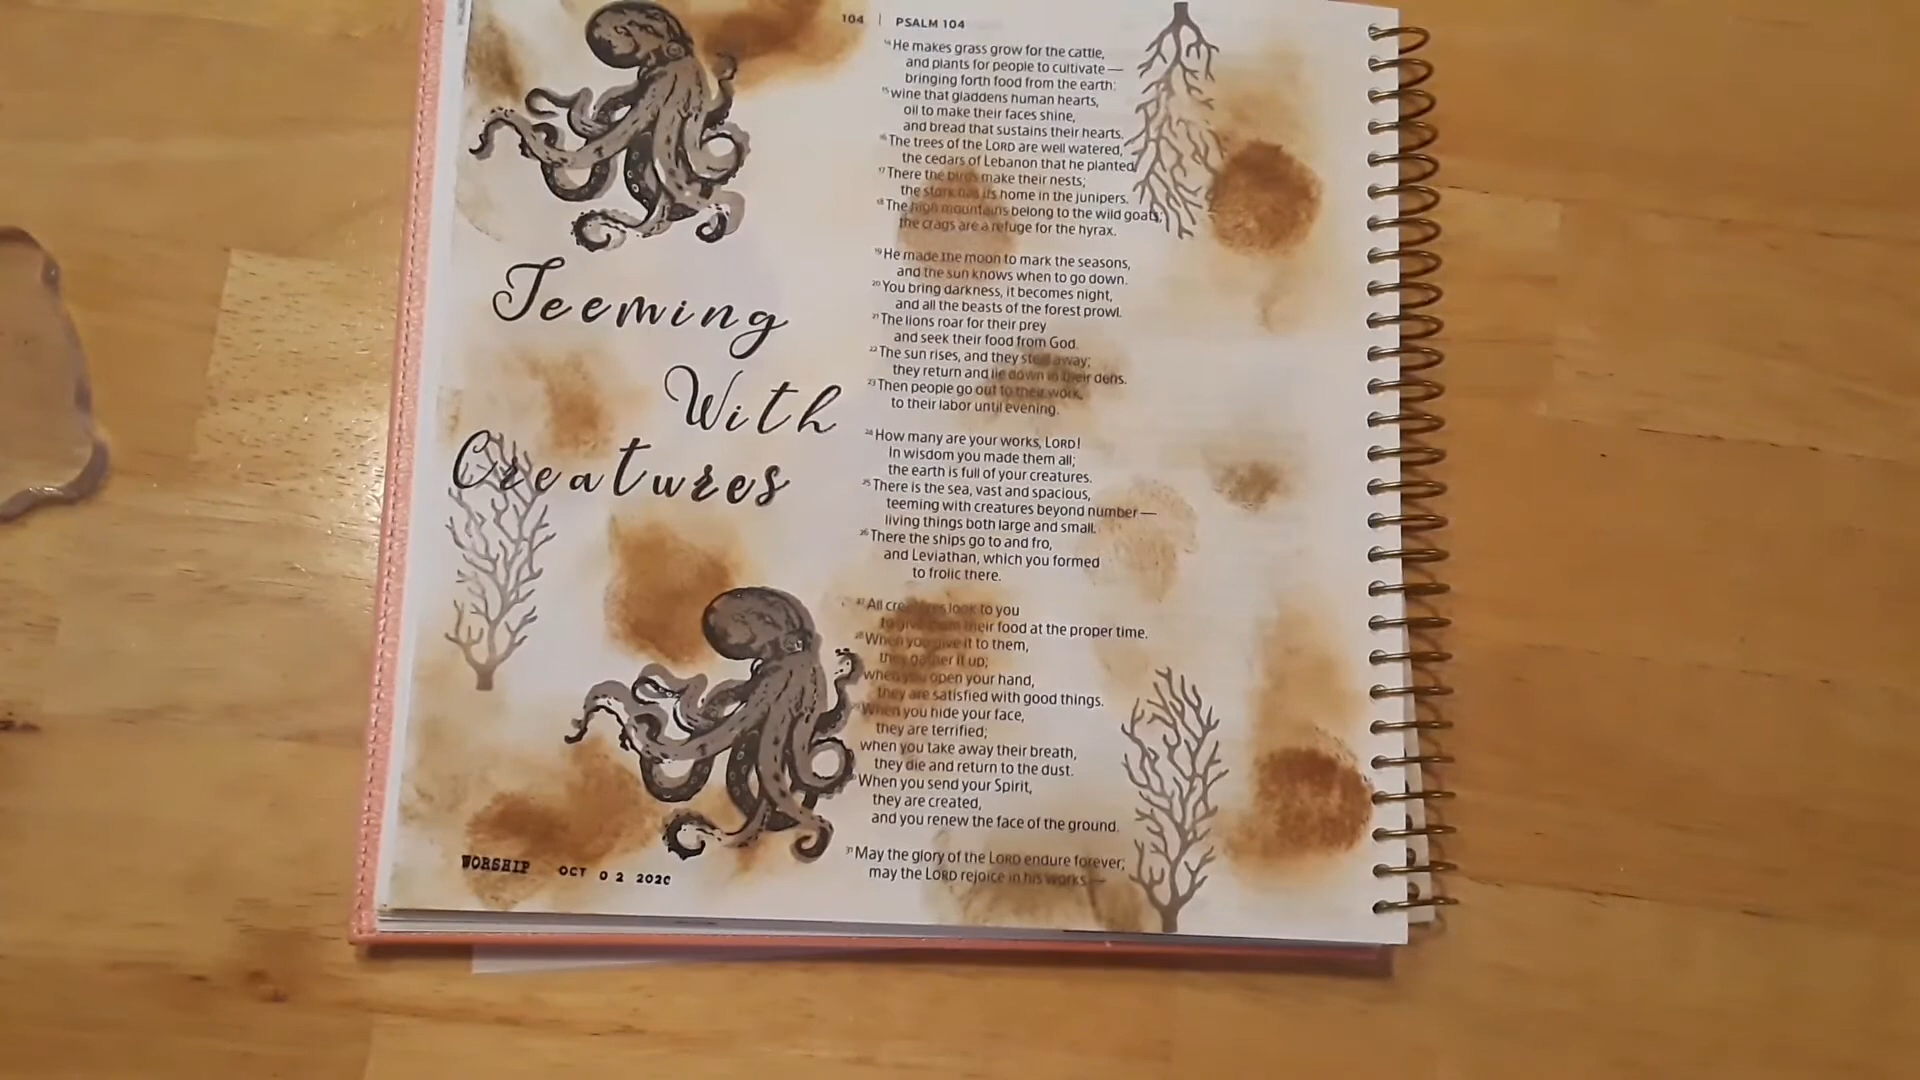 104 | PSALM 104
14 He makes grass grow for the cattle,
and plants for people to cultivate—
bringing forth food from the earth:
15 wine that gladdens human hearts,
oil to make their faces shine,
and bread that sustains their hearts.
16 The trees of the LORD are well watered,
the cedars of Lebanon that he planted.
17 There the birds make their nests;
the stork has its home in the junipers.
18 The high mountains belong to the wild goats;
the crags are a refuge for the hyrax.
19 He made the moon to mark the seasons,
and the sun knows when to go down.
20 You bring darkness, it becomes night,
and all the beasts of the forest prowl.
21 The lions roar for their prey
and seek their food from God.
22 The sun rises, and they steal away;
they return and lie down in their dens.
23 Then people go out to their work,
to their labor until evening.
24 How many are your works, LORD!
In wisdom you made them all;
the earth is full of your creatures.
25 There is the sea, vast and spacious,
teeming with creatures beyond number—
living things both large and small.
26 There the ships go to and fro,
and Leviathan, which you formed
to frolic there.
27 All creatures look to you
to give them their food at the proper time.
28 When you give it to them,
they gather it up;
when you open your hand,
they are satisfied with good things.
29 When you hide your face,
they are terrified;
when you take away their breath,
they die and return to the dust.
30 When you send your Spirit,
they are created,
and you renew the face of the ground.
31 May the glory of the LORD endure forever;
may the LORD rejoice in his works—
Teeming
With
Creatures
WORSHIP OCT 02 2020